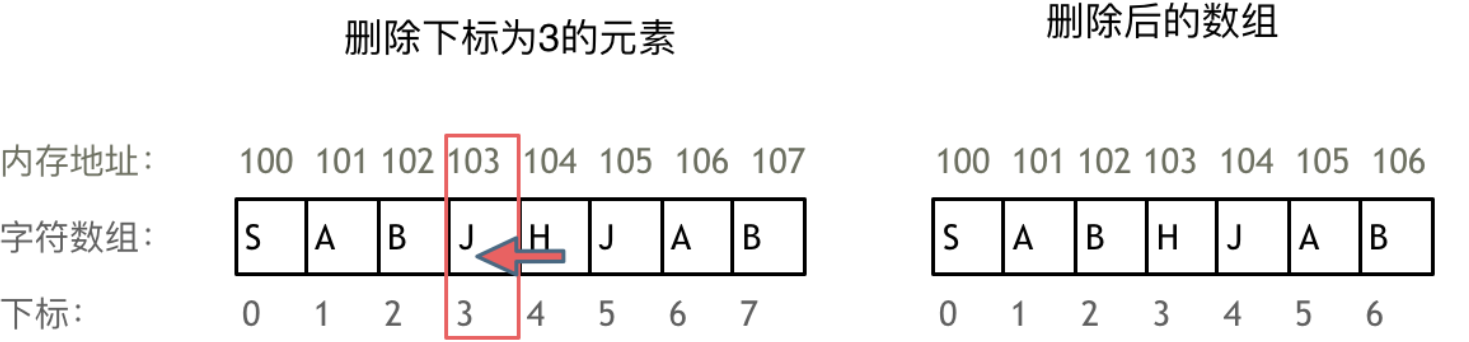 删除下标为3的元素 删除后的数组
内存地址: 100 101 102 103 104 105 106 107 100 101 102 103 104 105 106
字符数组: S A B J H J A B S A B H J A B
下标: 0 1 2 3 4 5 6 7 0 1 2 3 4 5 6